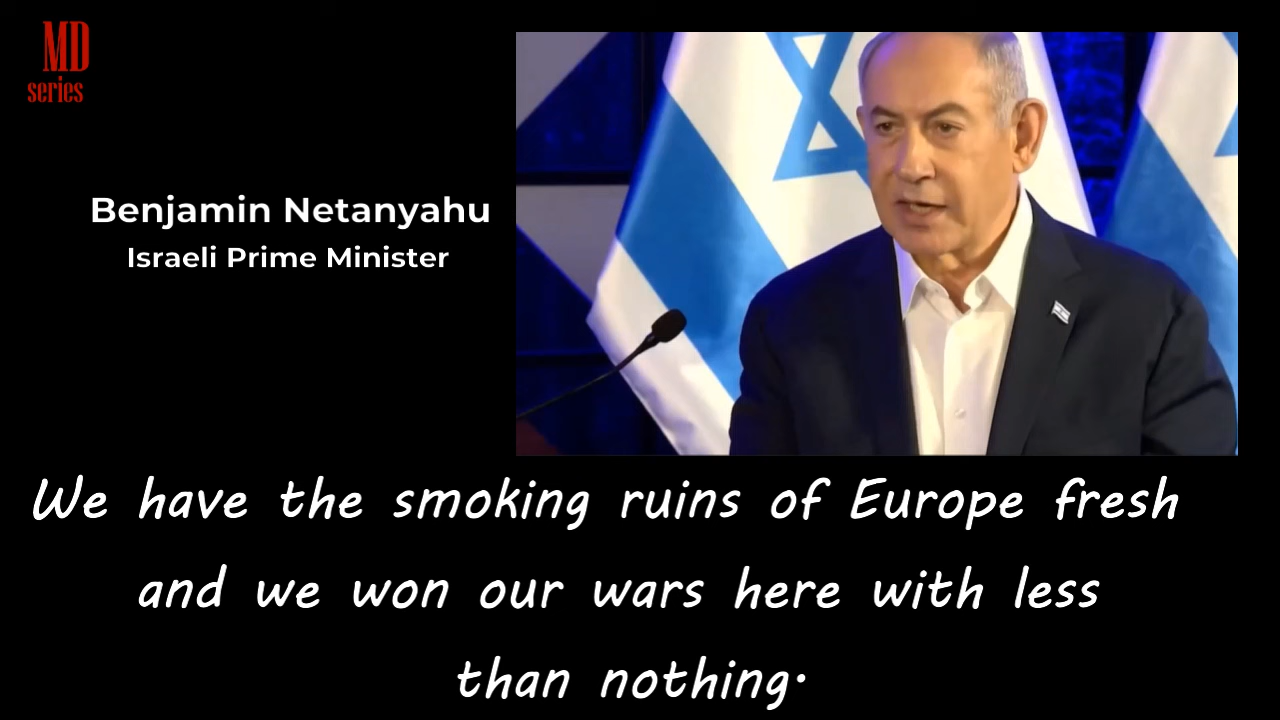 MD
series
Benjamin Netanyahu
Israeli Prime Minister
We have the smoking ruins of Europe fresh
and we won our wars here with less
than nothing.